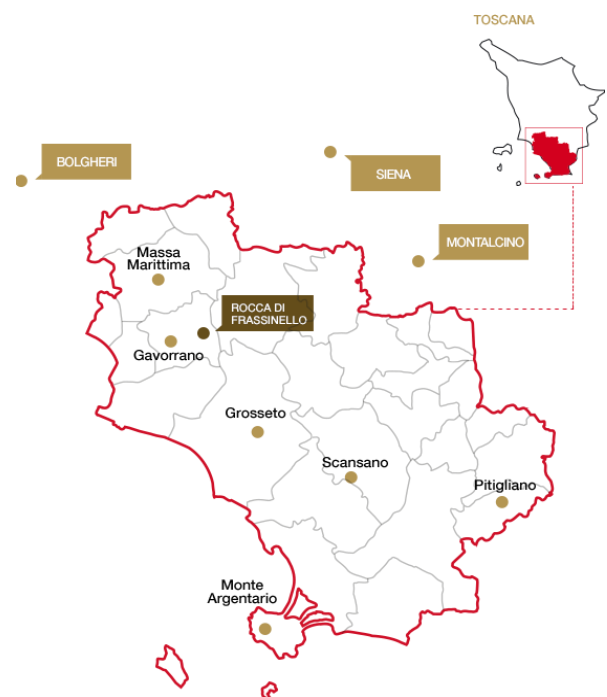 TOSCANA
BOLGHERI
SIENA
MONTALCINO
Massa
Marittima
ROCCA DI
FRASSINELLO
Gavorrano
Grosseto
Scansano
Pitigliano
Monte
Argentario